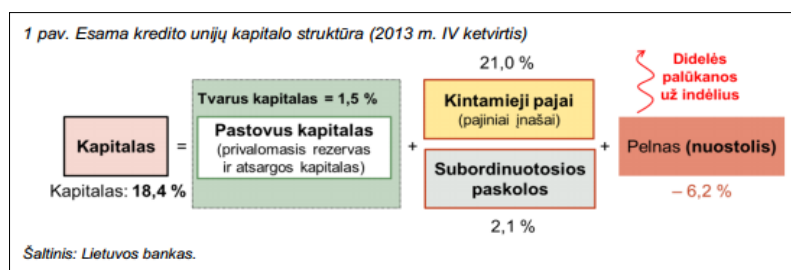 1 pav. Esama kredito unijų kapitalo struktūra (2013 m. IV ketvirtis)
21,0 %
Didelės
palūkanos
už indėlius
Tvarus kapitalas = 1,5 %
Kintamieji pajai
(pajiniai įnašai)
Kapitalas
=
Pastovus kapitalas
(privalomasis rezervas
ir atsargos kapitalas)
+
Subordinuotosios
paskolos
+
Pelnas (nuostolis)
Kapitalas: 18,4 %
2,1 %
– 6,2 %
Šaltinis: Lietuvos bankas.